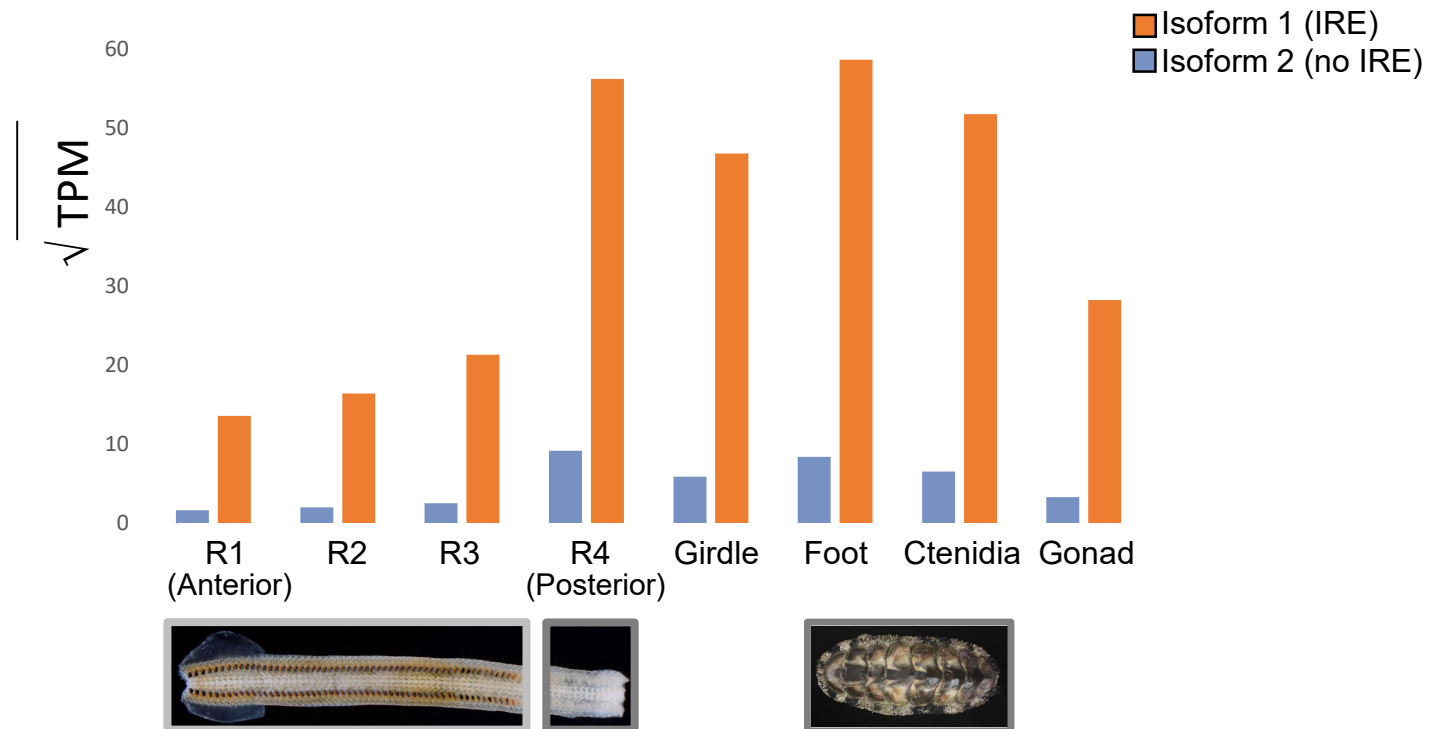 Isoform 1 (IRE)
Isoform 2 (no IRE)
√ TPM
60
50
40
30
20
10
0
R1 R2 R3 R4 Girdle Foot Ctenidia Gonad
(Anterior) (Posterior)